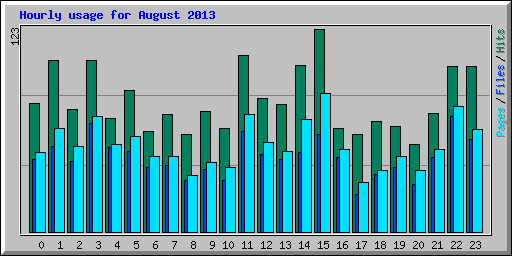 Hourly usage for August 2013
123
Pages/Files/Hits
0 1 2 3 4 5 6 7 8 9 10 11 12 13 14 15 16 17 18 19 20 21 22 23